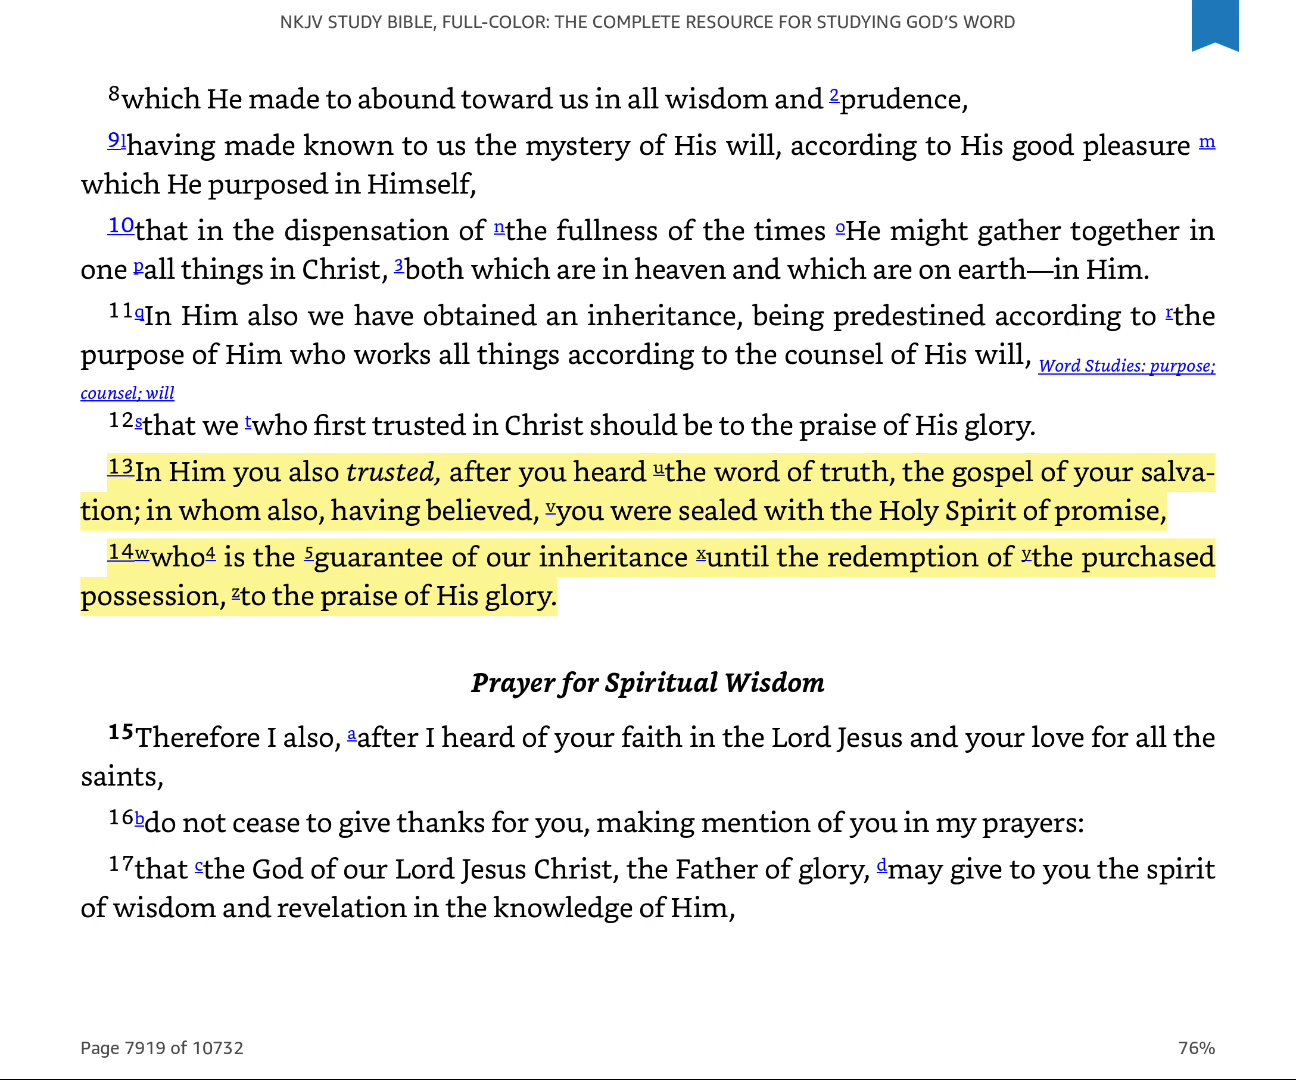 NKJV STUDY BIBLE, FULL-COLOR: THE COMPLETE RESOURCE FOR STUDYING GOD'S WORD
8which He made to abound toward us in all wisdom and 2prudence,
9lhaving made known to us the mystery of His will, according to His good pleasure m
which He purposed in Himself,
10that in the dispensation of nthe fullness of the times oHe might gather together in
one pall things in Christ, 3both which are in heaven and which are on earth—in Him.
11qIn Him also we have obtained an inheritance, being predestined according to rthe
purpose of Him who works all things according to the counsel of His will, Word Studies: purpose;
counsel; will
12sthat we twho first trusted in Christ should be to the praise of His glory.
13In Him you also trusted, after you heard uthe word of truth, the gospel of your salva-
tion; in whom also, having believed, vyou were sealed with the Holy Spirit of promise,
14wwho4 is the 5guarantee of our inheritance xuntil the redemption of ythe purchased
possession, zto the praise of His glory.
Prayer for Spiritual Wisdom
15Therefore I also, aafter I heard of your faith in the Lord Jesus and your love for all the
saints,
16bdo not cease to give thanks for you, making mention of you in my prayers:
17that cthe God of our Lord Jesus Christ, the Father of glory, dmay give to you the spirit
of wisdom and revelation in the knowledge of Him,
Page 7919 of 10732
76%